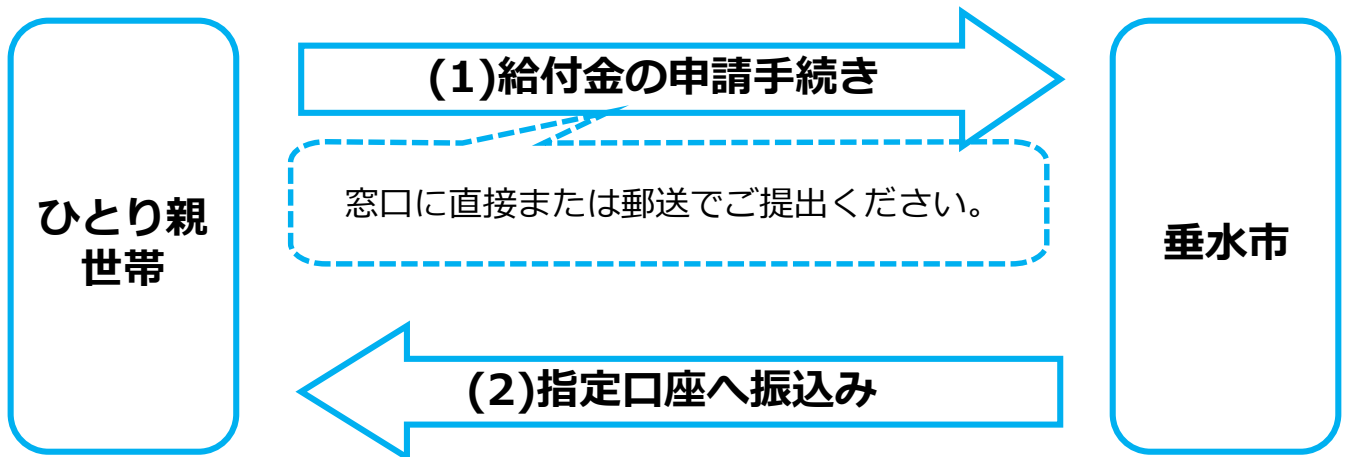 (1)給付金の申請手続き
窓口に直接または郵送でご提出ください。
ひとり親
世帯
垂水市
(2)指定口座へ振込み